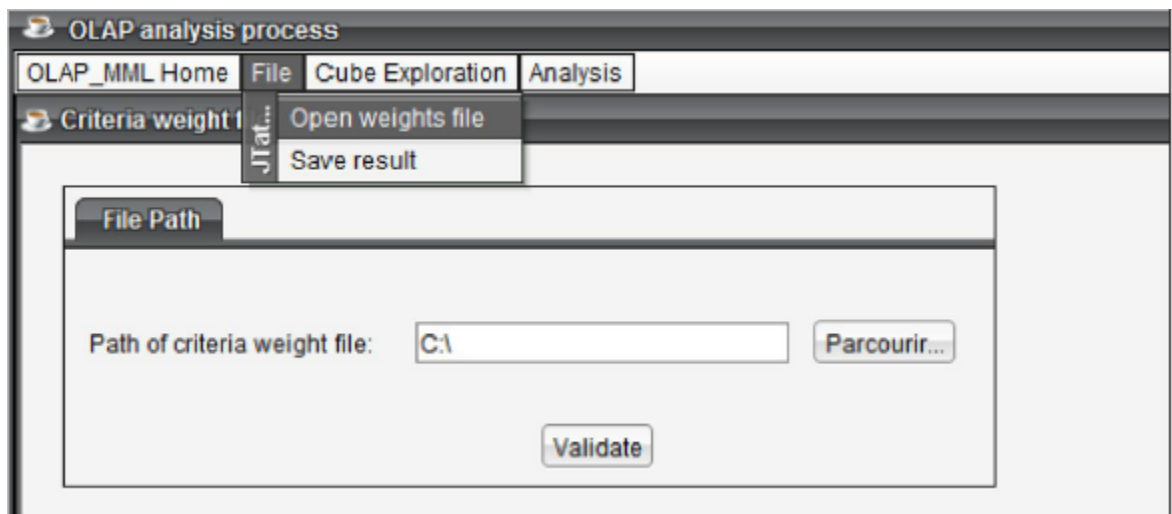 OLAP analysis process
OLAP_MML Home File Cube Exploration Analysis
Criteria weight f
JTat...
Open weights file
Save result
File Path
Path of criteria weight file: C:\ Parcourir...
Validate